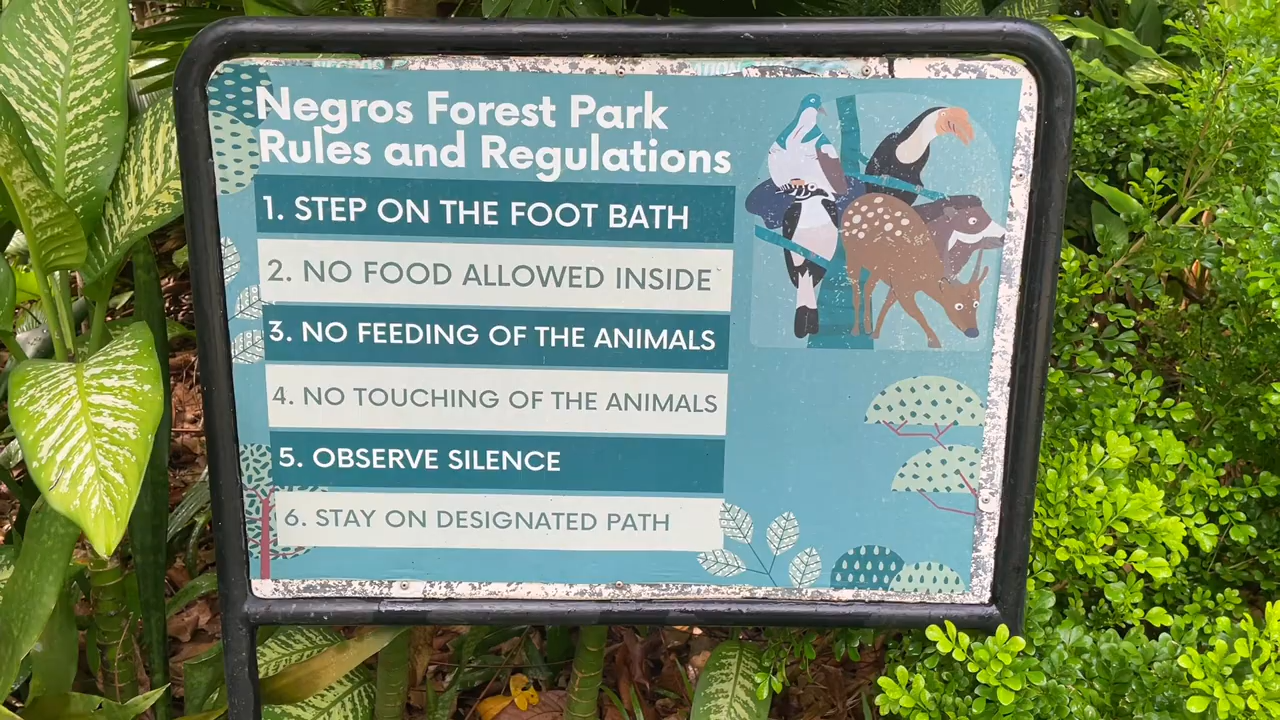 Negros Forest Park
Rules and Regulations
1. STEP ON THE FOOT BATH
2. NO FOOD ALLOWED INSIDE
3. NO FEEDING OF THE ANIMALS
4. NO TOUCHING OF THE ANIMALS
5. OBSERVE SILENCE
6. STAY ON DESIGNATED PATH